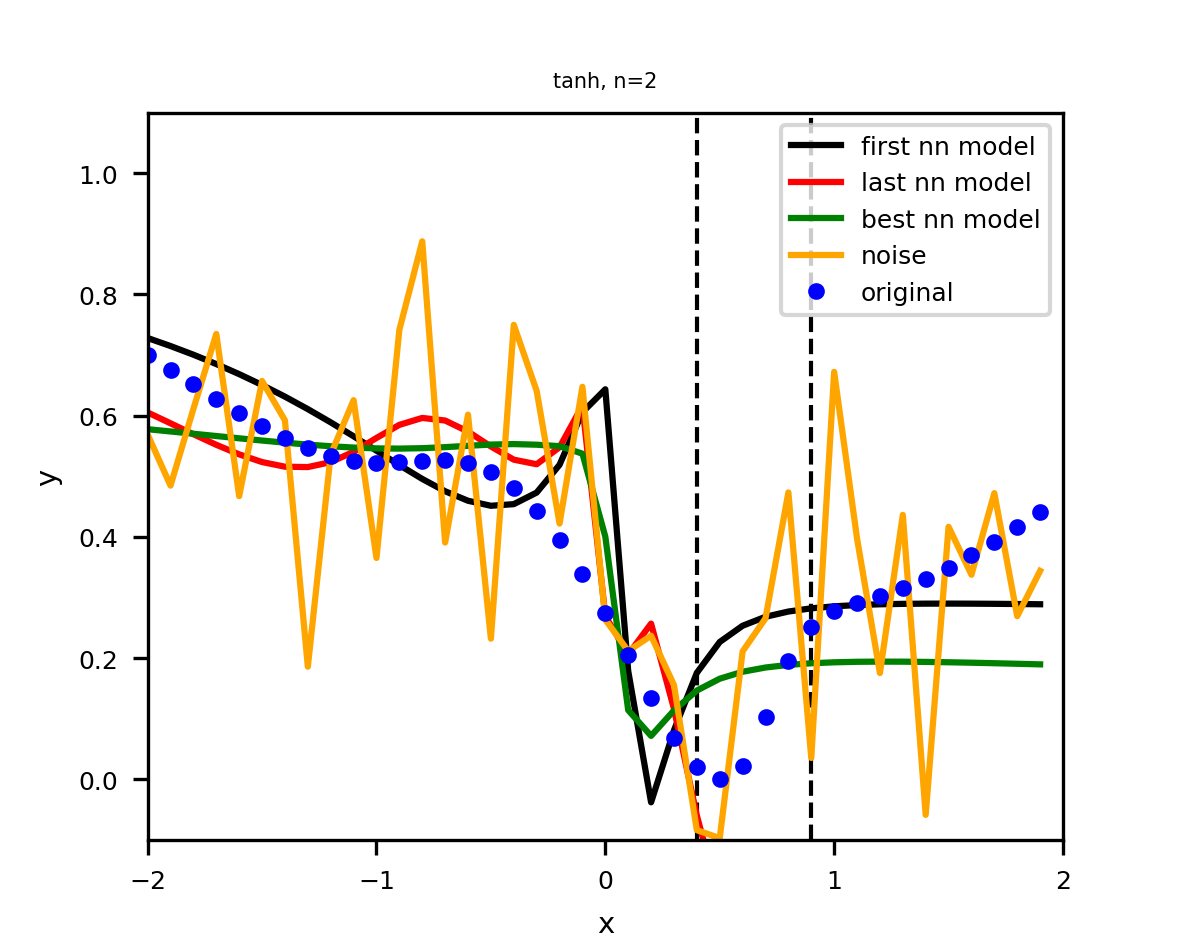 tanh, n=2
first nn model
last nn model
best nn model
noise
original
1.0
0.8
0.6
0.4
0.2
0.0
y
−2
−1
0
1
2
x